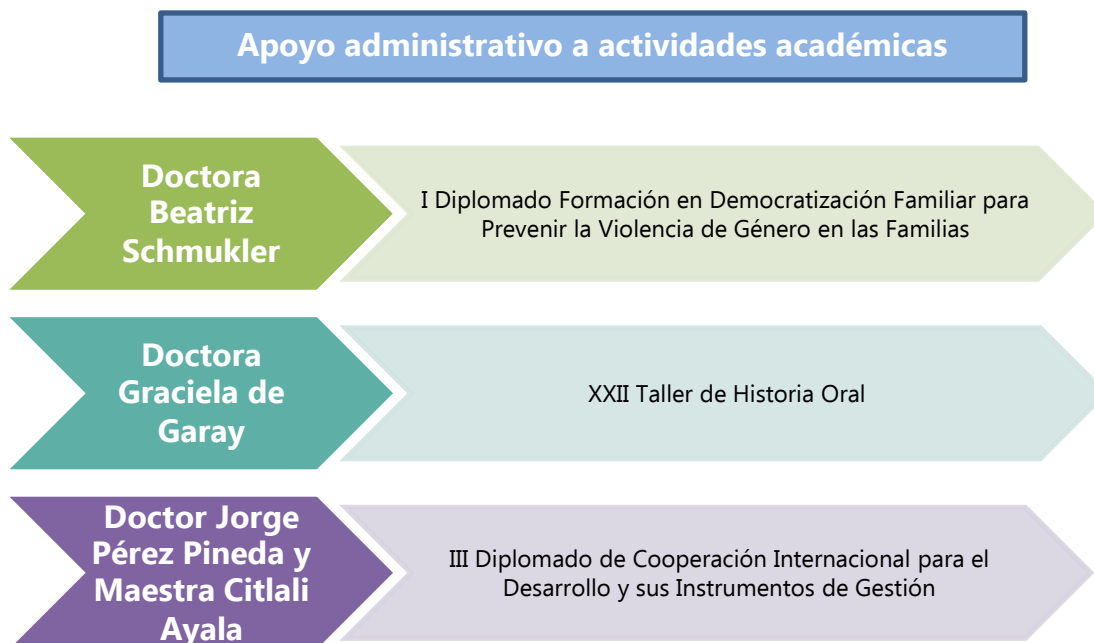 Apoyo administrativo a actividades académicas
Doctora
Beatriz
Schmukler
I Diplomado Formación en Democratización Familiar para
Prevenir la Violencia de Género en las Familias
Doctora
Graciela de
Garay
XXII Taller de Historia Oral
Doctor Jorge
Pérez Pineda y
Maestra Citlali
Ayala
III Diplomado de Cooperación Internacional para el
Desarrollo y sus Instrumentos de Gestión